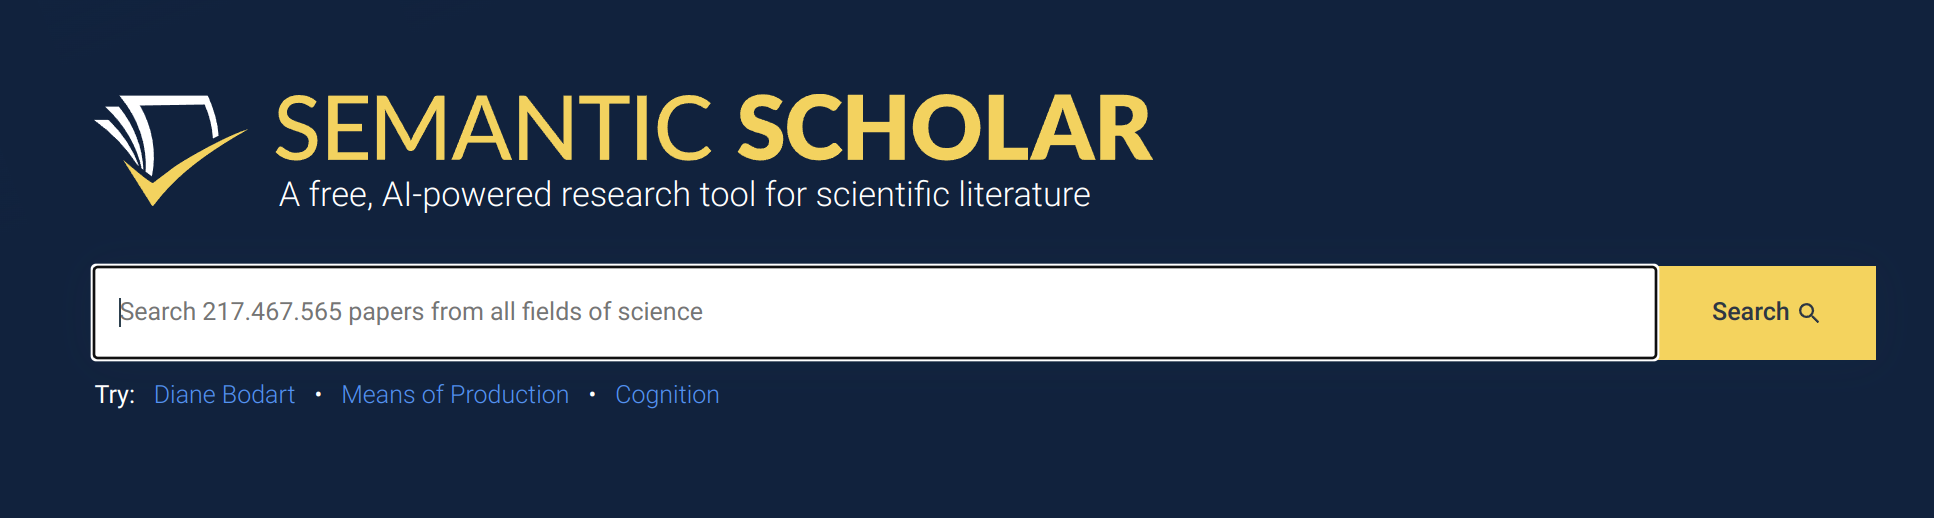 SEMANTIC SCHOLAR
A free, AI-powered research tool for scientific literature
Search 217.467.565 papers from all fields of science
Search
Try: Diane Bodart • Means of Production • Cognition